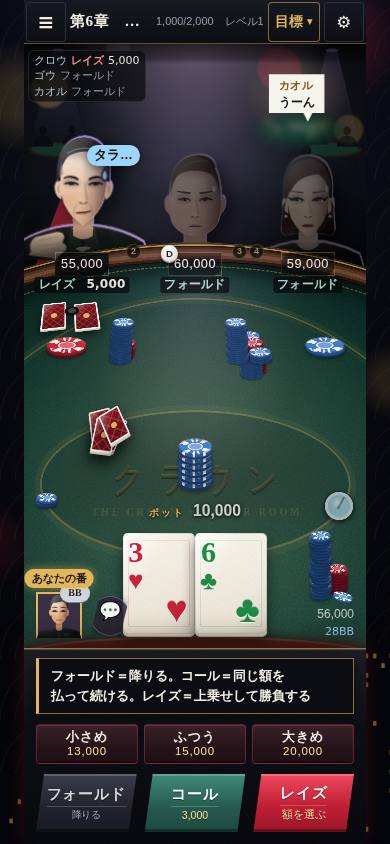 第6章 … 1,000/2,000 レベル1 目標▾
クロウ レイズ 5,000
ゴウ フォールド
カオル フォールド
カオル
うーん
タラ…
2
D
3
4
55,000
60,000
59,000
レイズ 5,000
フォールド
フォールド
クラウン
ポット 10,000
あなたの番
BB
3
6
56,000
28BB
フォールド=降りる。コール=同じ額を
払って続ける。レイズ=上乗せして勝負する
小さめ
13,000
ふつう
15,000
大きめ
20,000
フォールド
降りる
コール
3,000
レイズ
額を選ぶ